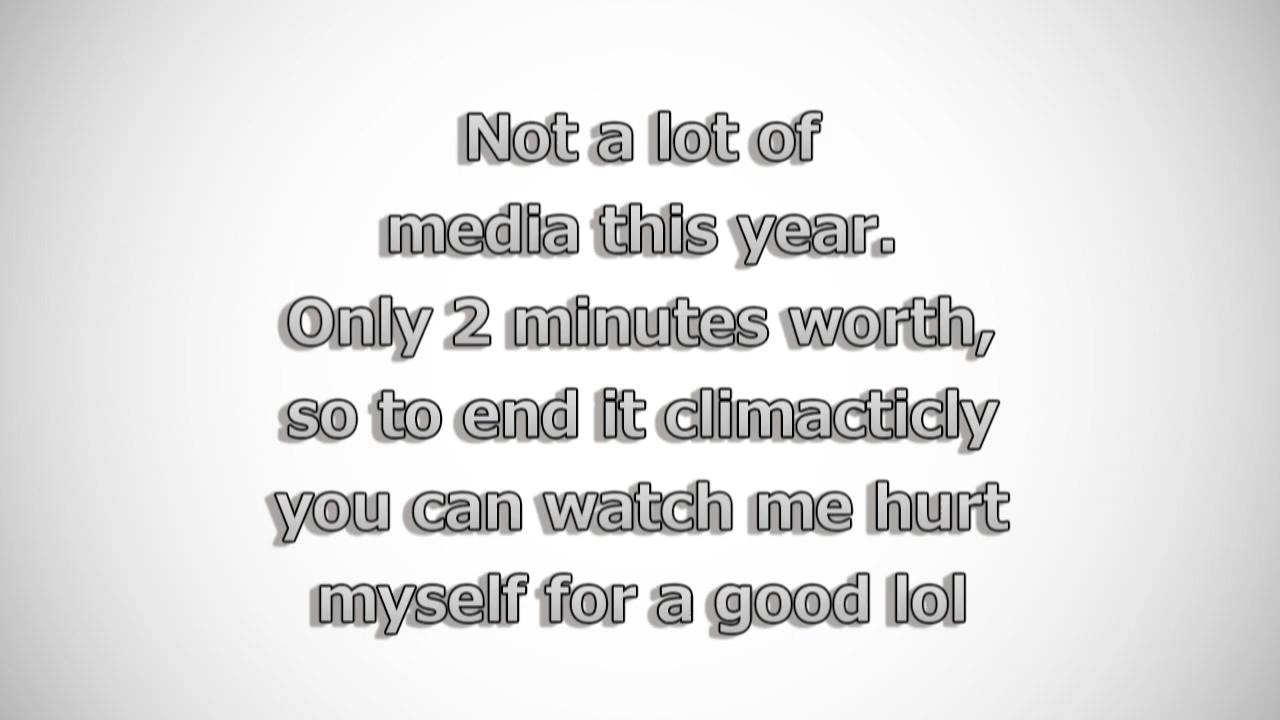 Not a lot of
media this year.
Only 2 minutes worth,
so to end it climacticly
you can watch me hurt
myself for a good lol